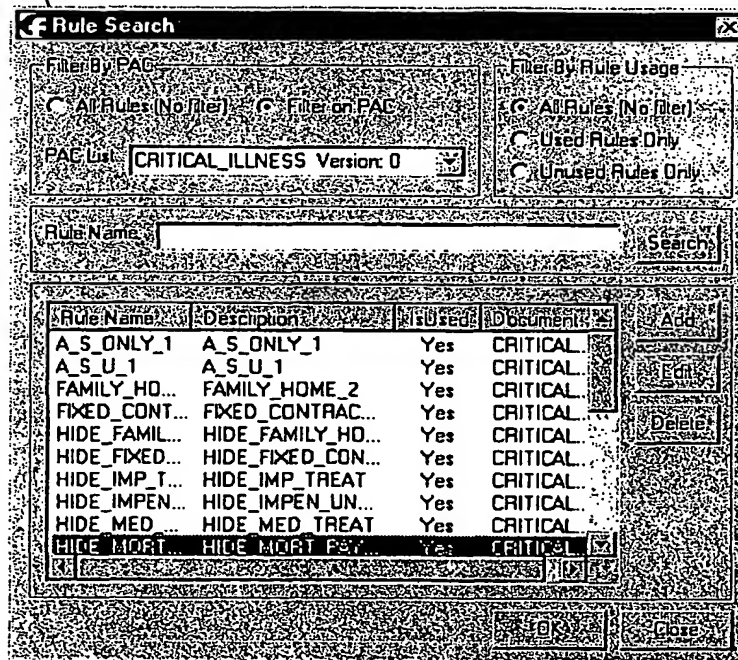 Rule Search
Filter By PAC
All Rules (No filter) Filter on PAC
PAC List CRITICAL_ILLNESS Version: 0
Filter By Rule Usage
All Rules (No filter)
Used Rules Only
Unused Rules Only
Rule Name Search
Rule Name Description IsUsed Document
A_S_ONLY_1 A_S_ONLY_1 Yes CRITICAL...
A_S_U_1 A_S_U_1 Yes CRITICAL...
FAMILY_HO... FAMILY_HOME_2 Yes CRITICAL...
FIXED_CONT... FIXED_CONTRAC... Yes CRITICAL...
HIDE_FAMIL... HIDE_FAMILY_HO... Yes CRITICAL...
HIDE_FIXED... HIDE_FIXED_CON... Yes CRITICAL...
HIDE_IMP_T... HIDE_IMP_TREAT Yes CRITICAL...
HIDE_IMPEN... HIDE_IMPEN_UN... Yes CRITICAL...
HIDE_MED_... HIDE_MED_TREAT Yes CRITICAL...
HIDE_MORT... HIDE_MORT_PAY... Yes CRITICAL...
Add
Edit
Delete
OK Close